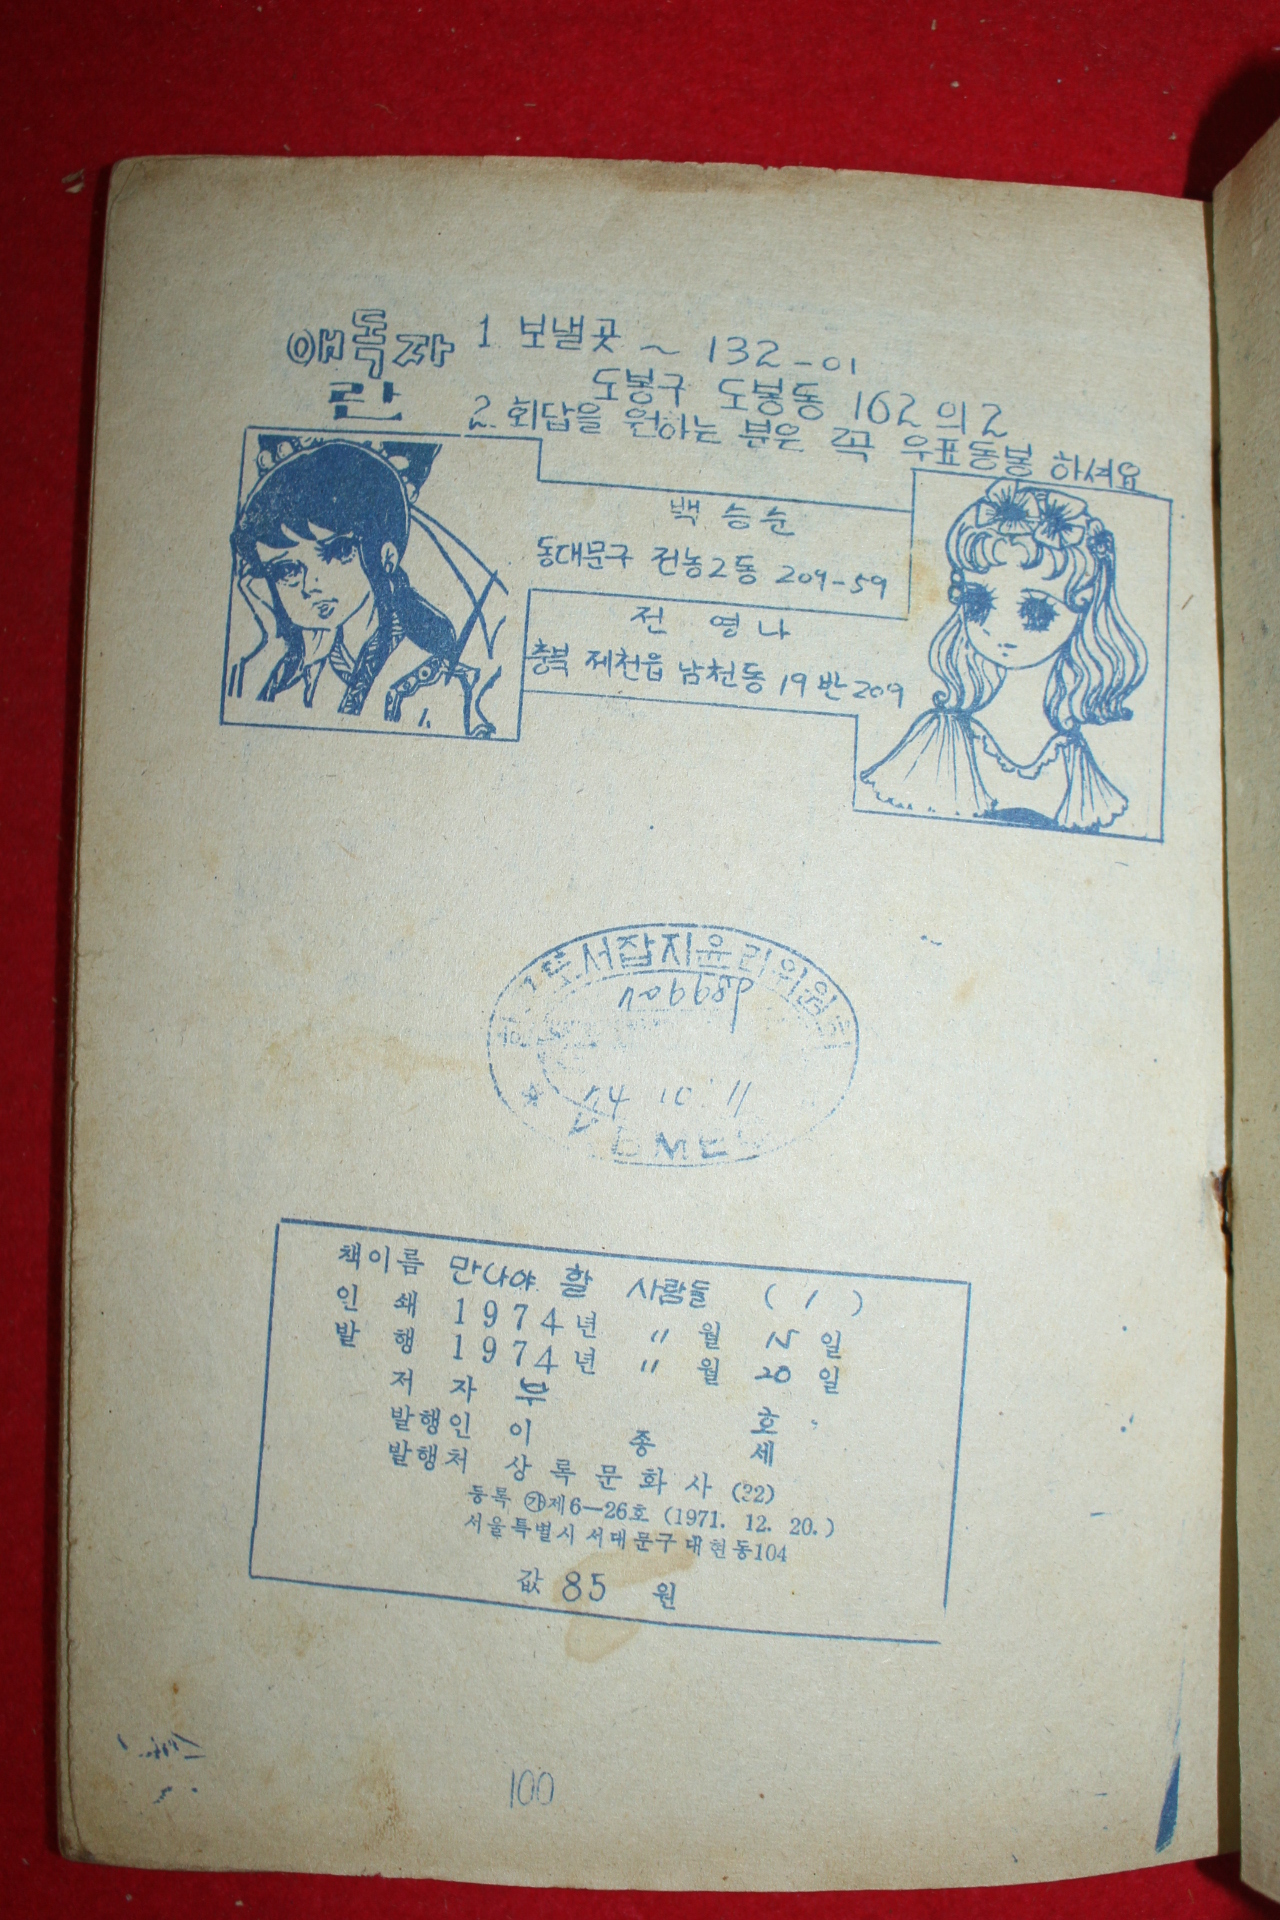 애독자
란
1 보낼곳 ~ 132-01
도봉구 도봉동 162의2
2. 회답을 원하는 분은 꼭 우표동봉 하셔요
백승순
동대문구 전농2동 209-59
전영나
충북 제천읍 남천동 19반 209
도서잡지윤리위원회
10 11
책이름 만나야 할 사람들 (1)
인쇄 1974년 〃월 15일
발행 1974년 〃월 20일
저자 부 호
발행인 이종세
발행처 상록문화사 (22)
등록 ㉮제6—26호 (1971. 12. 20.)
서울특별시 서대문구 대현동104
값 85 원
100